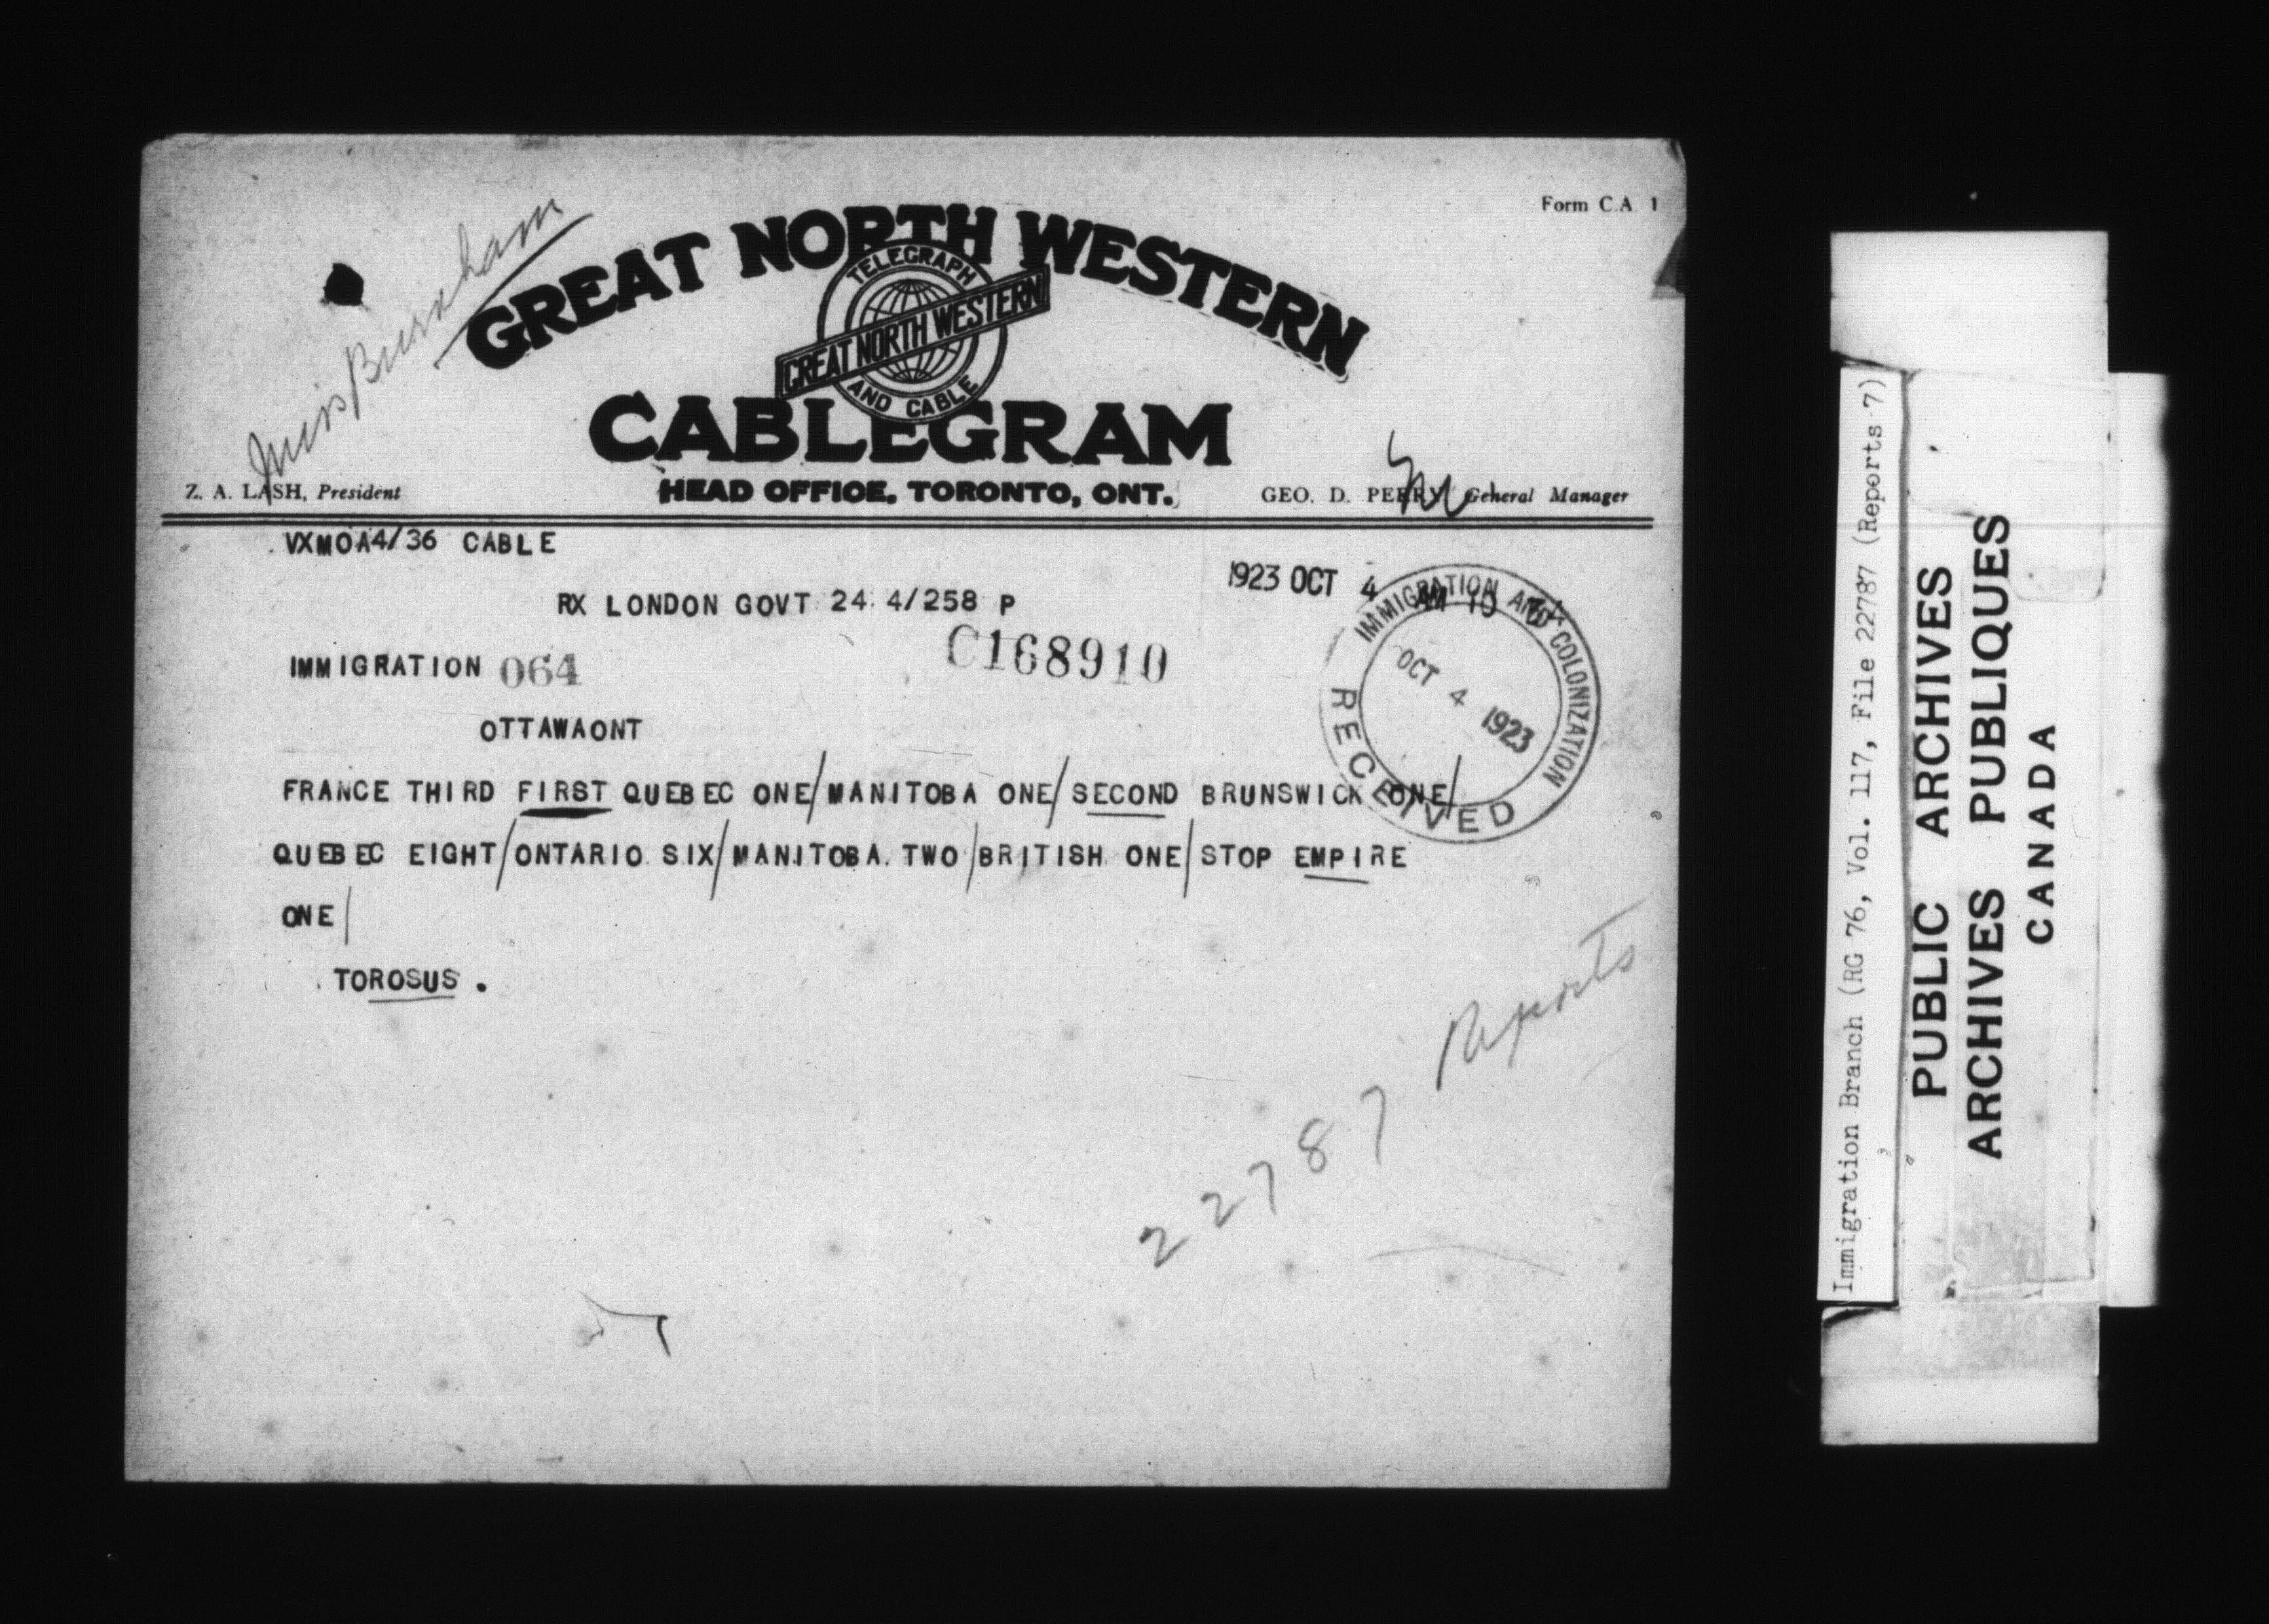 Form C.A. 1
Miss Burnham
GREAT NORTH WESTERN
TELEGRAPH
GREAT NORTH WESTERN
AND CABLE
CABLEGRAM
Z. A. LASH, President
HEAD OFFICE, TORONTO, ONT.
GEO. D. PERRY General Manager
VXMOA4/36 CABLE
1923 OCT 4 AM 10
RX LONDON GOVT 24 4/258 P
IMMIGRATION AND COLONIZATION
OCT 4 1923
RECEIVED
C168910
IMMIGRATION 064
OTTAWAONT
FRANCE THIRD FIRST QUEBEC ONE/MANITOBA ONE/SECOND BRUNSWICK ONE/
QUEBEC EIGHT/ONTARIO SIX/MANITOBA. TWO/BRITISH ONE/STOP EMPIRE
ONE/
TOROSUS .
22787 Reports
Immigration Branch (RG 76, Vol. 117, File 22787 (Reports 7)
PUBLIC ARCHIVES
ARCHIVES PUBLIQUES
CANADA